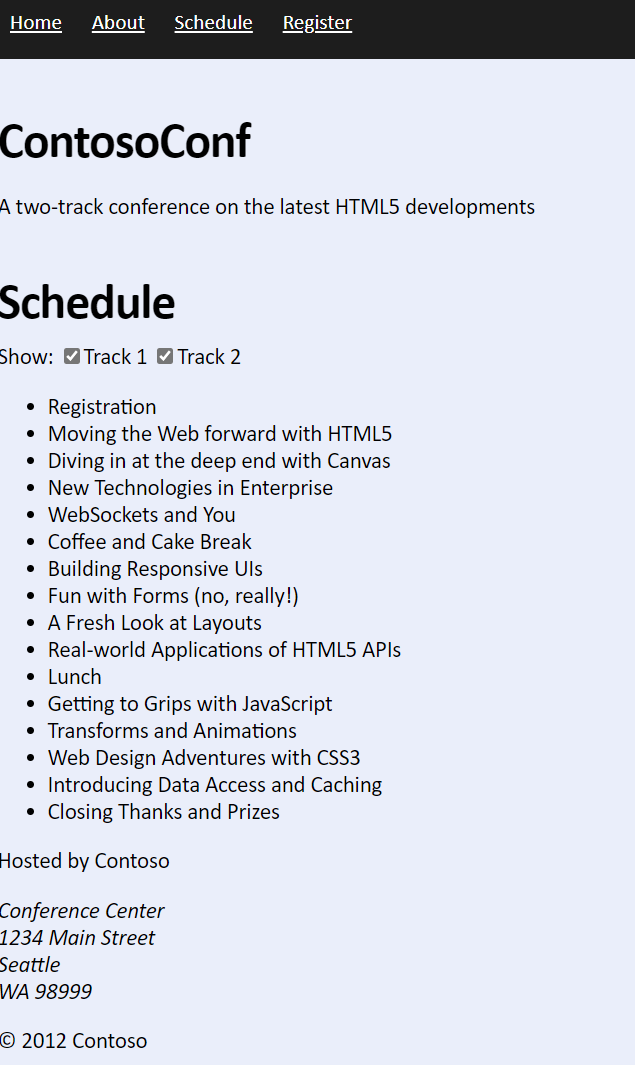 Home About Schedule Register
ContosoConf
A two-track conference on the latest HTML5 developments
Schedule
Show: Track 1 Track 2
Registration
Moving the Web forward with HTML5
Diving in at the deep end with Canvas
New Technologies in Enterprise
WebSockets and You
Coffee and Cake Break
Building Responsive UIs
Fun with Forms (no, really!)
A Fresh Look at Layouts
Real-world Applications of HTML5 APIs
Lunch
Getting to Grips with JavaScript
Transforms and Animations
Web Design Adventures with CSS3
Introducing Data Access and Caching
Closing Thanks and Prizes
Hosted by Contoso
Conference Center
1234 Main Street
Seattle
WA 98999
© 2012 Contoso